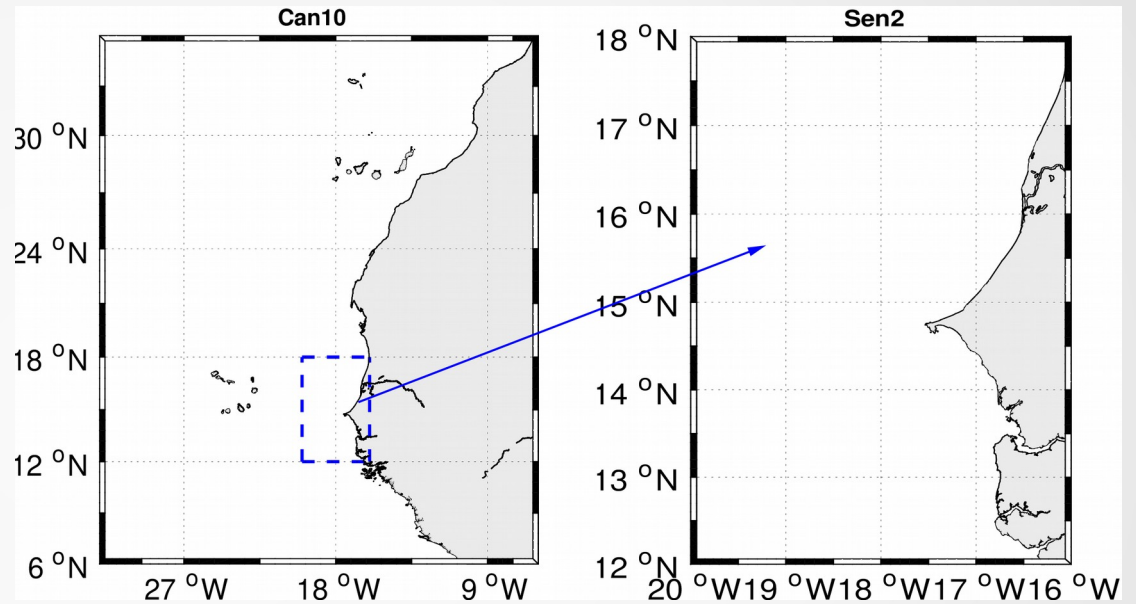 Can10
30 °N
24 °N
18 °N
12 °N
6 °N
27 °W 18 °W 9 °W
Sen2
18 °N
17 °N
16 °N
15 °N
14 °N
13 °N
12 °N
20 °W19 °W18 °W17 °W16 °W